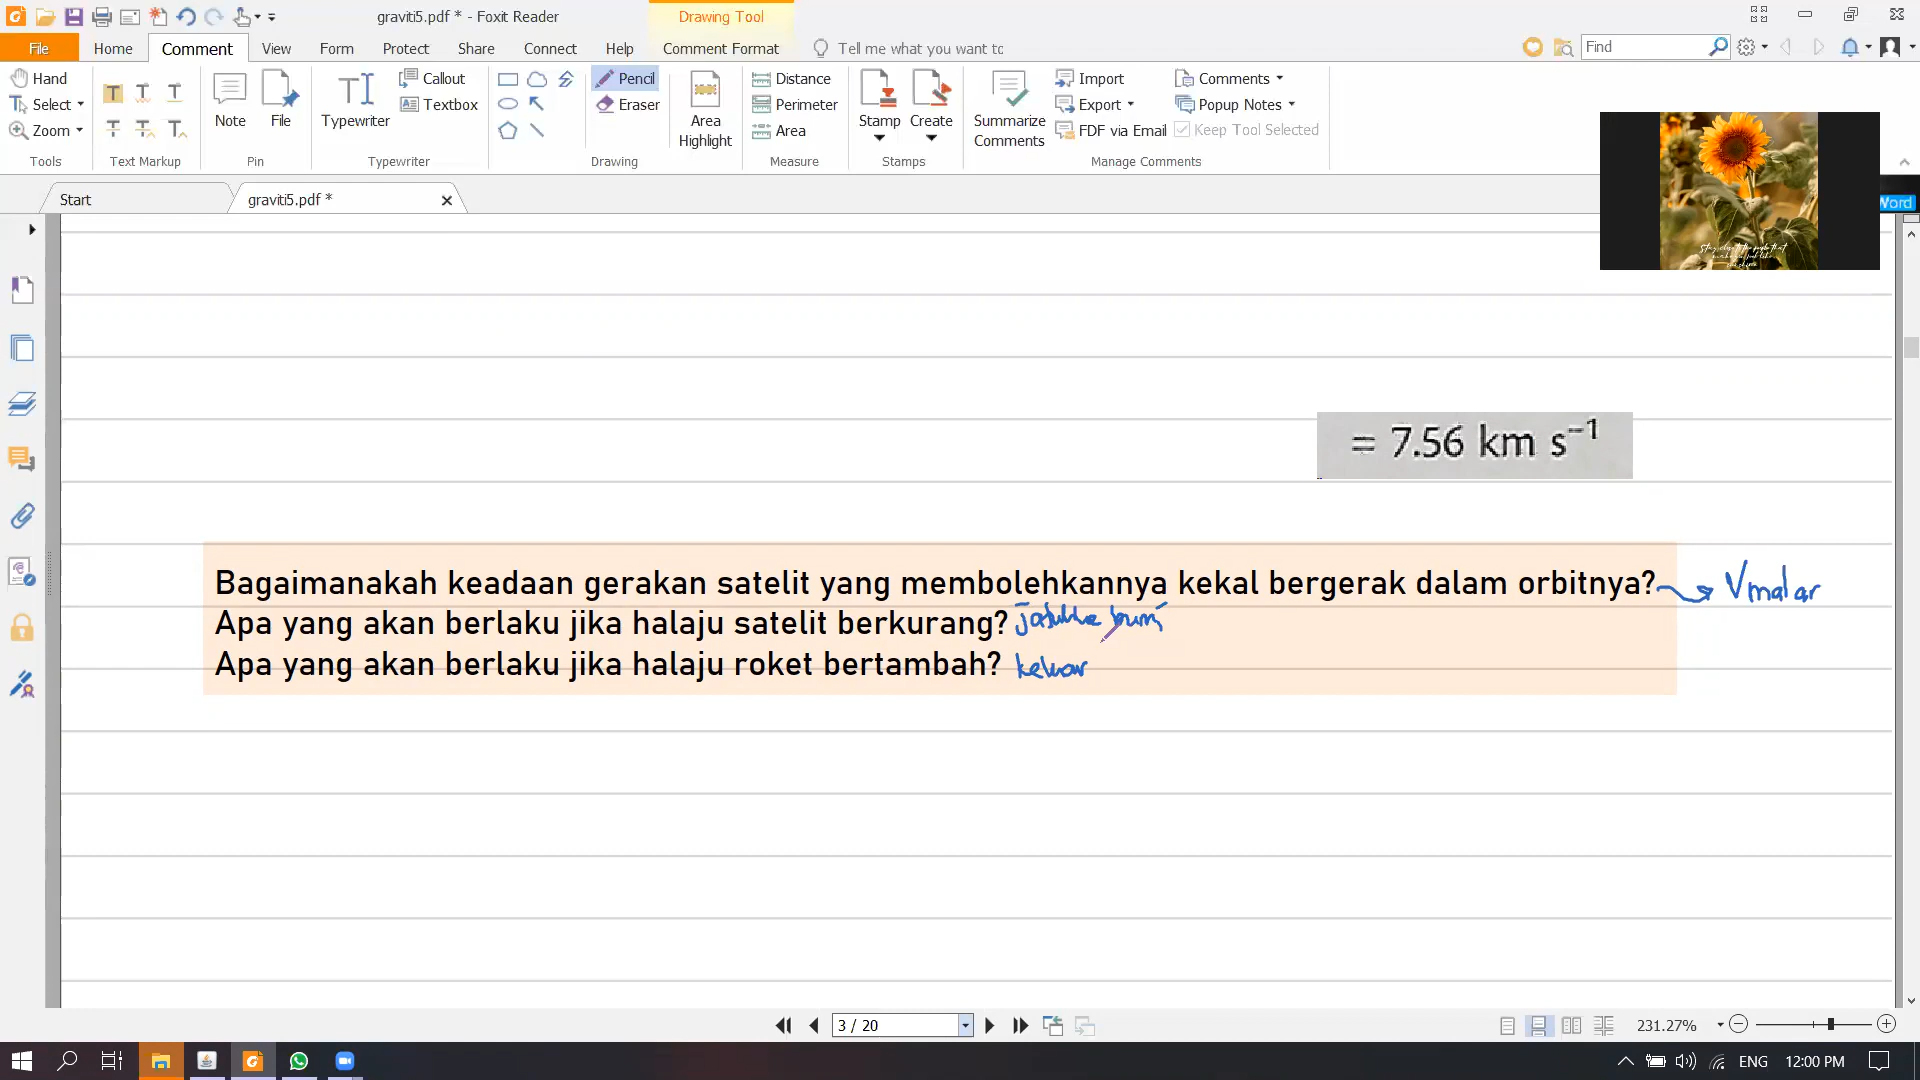 graviti5.pdf * - Foxit Reader
Drawing Tool
File
Home
Comment
View
Form
Protect
Share
Connect
Help
Comment Format
Tell me what you want to
Find
Hand
Select
Zoom
Tools
Text Markup
Note
File
Pin
Typewriter
Callout
Textbox
Typewriter
Pencil
Eraser
Drawing
Area
Highlight
Distance
Perimeter
Area
Measure
Stamp
Create
Stamps
Summarize
Comments
Import
Export
FDF via Email
Comments
Popup Notes
Keep Tool Selected
Manage Comments
Start
graviti5.pdf *
Word
= 7.56 km s⁻¹
Bagaimanakah keadaan gerakan satelit yang membolehkannya kekal bergerak dalam orbitnya? → V malar
Apa yang akan berlaku jika halaju satelit berkurang? jatuh ke bumi
Apa yang akan berlaku jika halaju roket bertambah? keluar
3 / 20
231.27%
ENG
12:00 PM